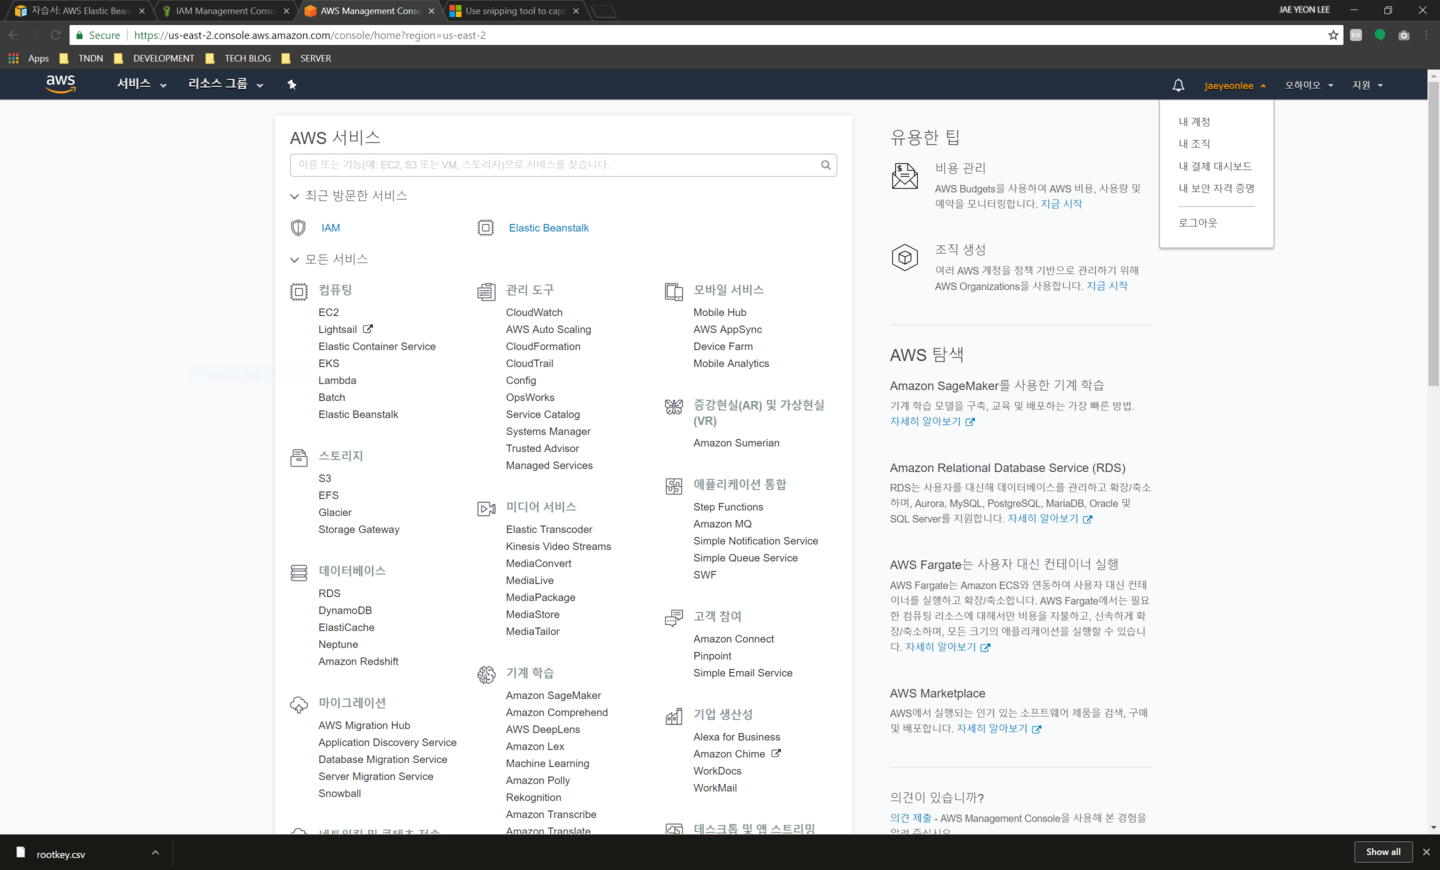 자습서: AWS Elastic Bean
IAM Management Conso
AWS Management Conso
Use snipping tool to capt
JAE YEON LEE
Secure
https://us-east-2.console.aws.amazon.com/console/home?region=us-east-2
Apps
TNDN
DEVELOPMENT
TECH BLOG
SERVER
aws
서비스
리소스 그룹
jaeyeonlee
오하이오
지원
내 계정
내 조직
내 결제 대시보드
내 보안 자격 증명
로그아웃
AWS 서비스
이름 또는 기능(예: EC2, S3 또는 VM, 스토리지)으로 서비스를 찾습니다.
최근 방문한 서비스
IAM
Elastic Beanstalk
모든 서비스
컴퓨팅
EC2
Lightsail
Elastic Container Service
EKS
Lambda
Batch
Elastic Beanstalk
스토리지
S3
EFS
Glacier
Storage Gateway
데이터베이스
RDS
DynamoDB
ElastiCache
Neptune
Amazon Redshift
마이그레이션
AWS Migration Hub
Application Discovery Service
Database Migration Service
Server Migration Service
Snowball
네트워킹 및 콘텐츠 전송
관리 도구
CloudWatch
AWS Auto Scaling
CloudFormation
CloudTrail
Config
OpsWorks
Service Catalog
Systems Manager
Trusted Advisor
Managed Services
미디어 서비스
Elastic Transcoder
Kinesis Video Streams
MediaConvert
MediaLive
MediaPackage
MediaStore
MediaTailor
기계 학습
Amazon SageMaker
Amazon Comprehend
AWS DeepLens
Amazon Lex
Machine Learning
Amazon Polly
Rekognition
Amazon Transcribe
Amazon Translate
모바일 서비스
Mobile Hub
AWS AppSync
Device Farm
Mobile Analytics
증강현실(AR) 및 가상현실
(VR)
Amazon Sumerian
애플리케이션 통합
Step Functions
Amazon MQ
Simple Notification Service
Simple Queue Service
SWF
고객 참여
Amazon Connect
Pinpoint
Simple Email Service
기업 생산성
Alexa for Business
Amazon Chime
WorkDocs
WorkMail
데스크톱 및 앱 스트리밍
유용한 팁
비용 관리
AWS Budgets을 사용하여 AWS 비용, 사용량 및
예약을 모니터링합니다. 지금 시작
조직 생성
여러 AWS 계정을 정책 기반으로 관리하기 위해
AWS Organizations을 사용합니다. 지금 시작
AWS 탐색
Amazon SageMaker를 사용한 기계 학습
기계 학습 모델을 구축, 교육 및 배포하는 가장 빠른 방법.
자세히 알아보기
Amazon Relational Database Service (RDS)
RDS는 사용자를 대신해 데이터베이스를 관리하고 확장/축소
하며, Aurora, MySQL, PostgreSQL, MariaDB, Oracle 및
SQL Server를 지원합니다. 자세히 알아보기
AWS Fargate는 사용자 대신 컨테이너 실행
AWS Fargate는 Amazon ECS와 연동하여 사용자 대신 컨테
이너를 실행하고 확장/축소합니다. AWS Fargate에서는 필요
한 컴퓨팅 리소스에 대해서만 비용을 지불하고, 신속하게 확
장/축소하며, 모든 크기의 애플리케이션을 실행할 수 있습니
다. 자세히 알아보기
AWS Marketplace
AWS에서 실행되는 인기 있는 소프트웨어 제품을 검색, 구매
및 배포합니다. 자세히 알아보기
의견이 있습니까?
의견 제출 - AWS Management Console을 사용해 본 경험을
알려 주십시오.
rootkey.csv
Show all